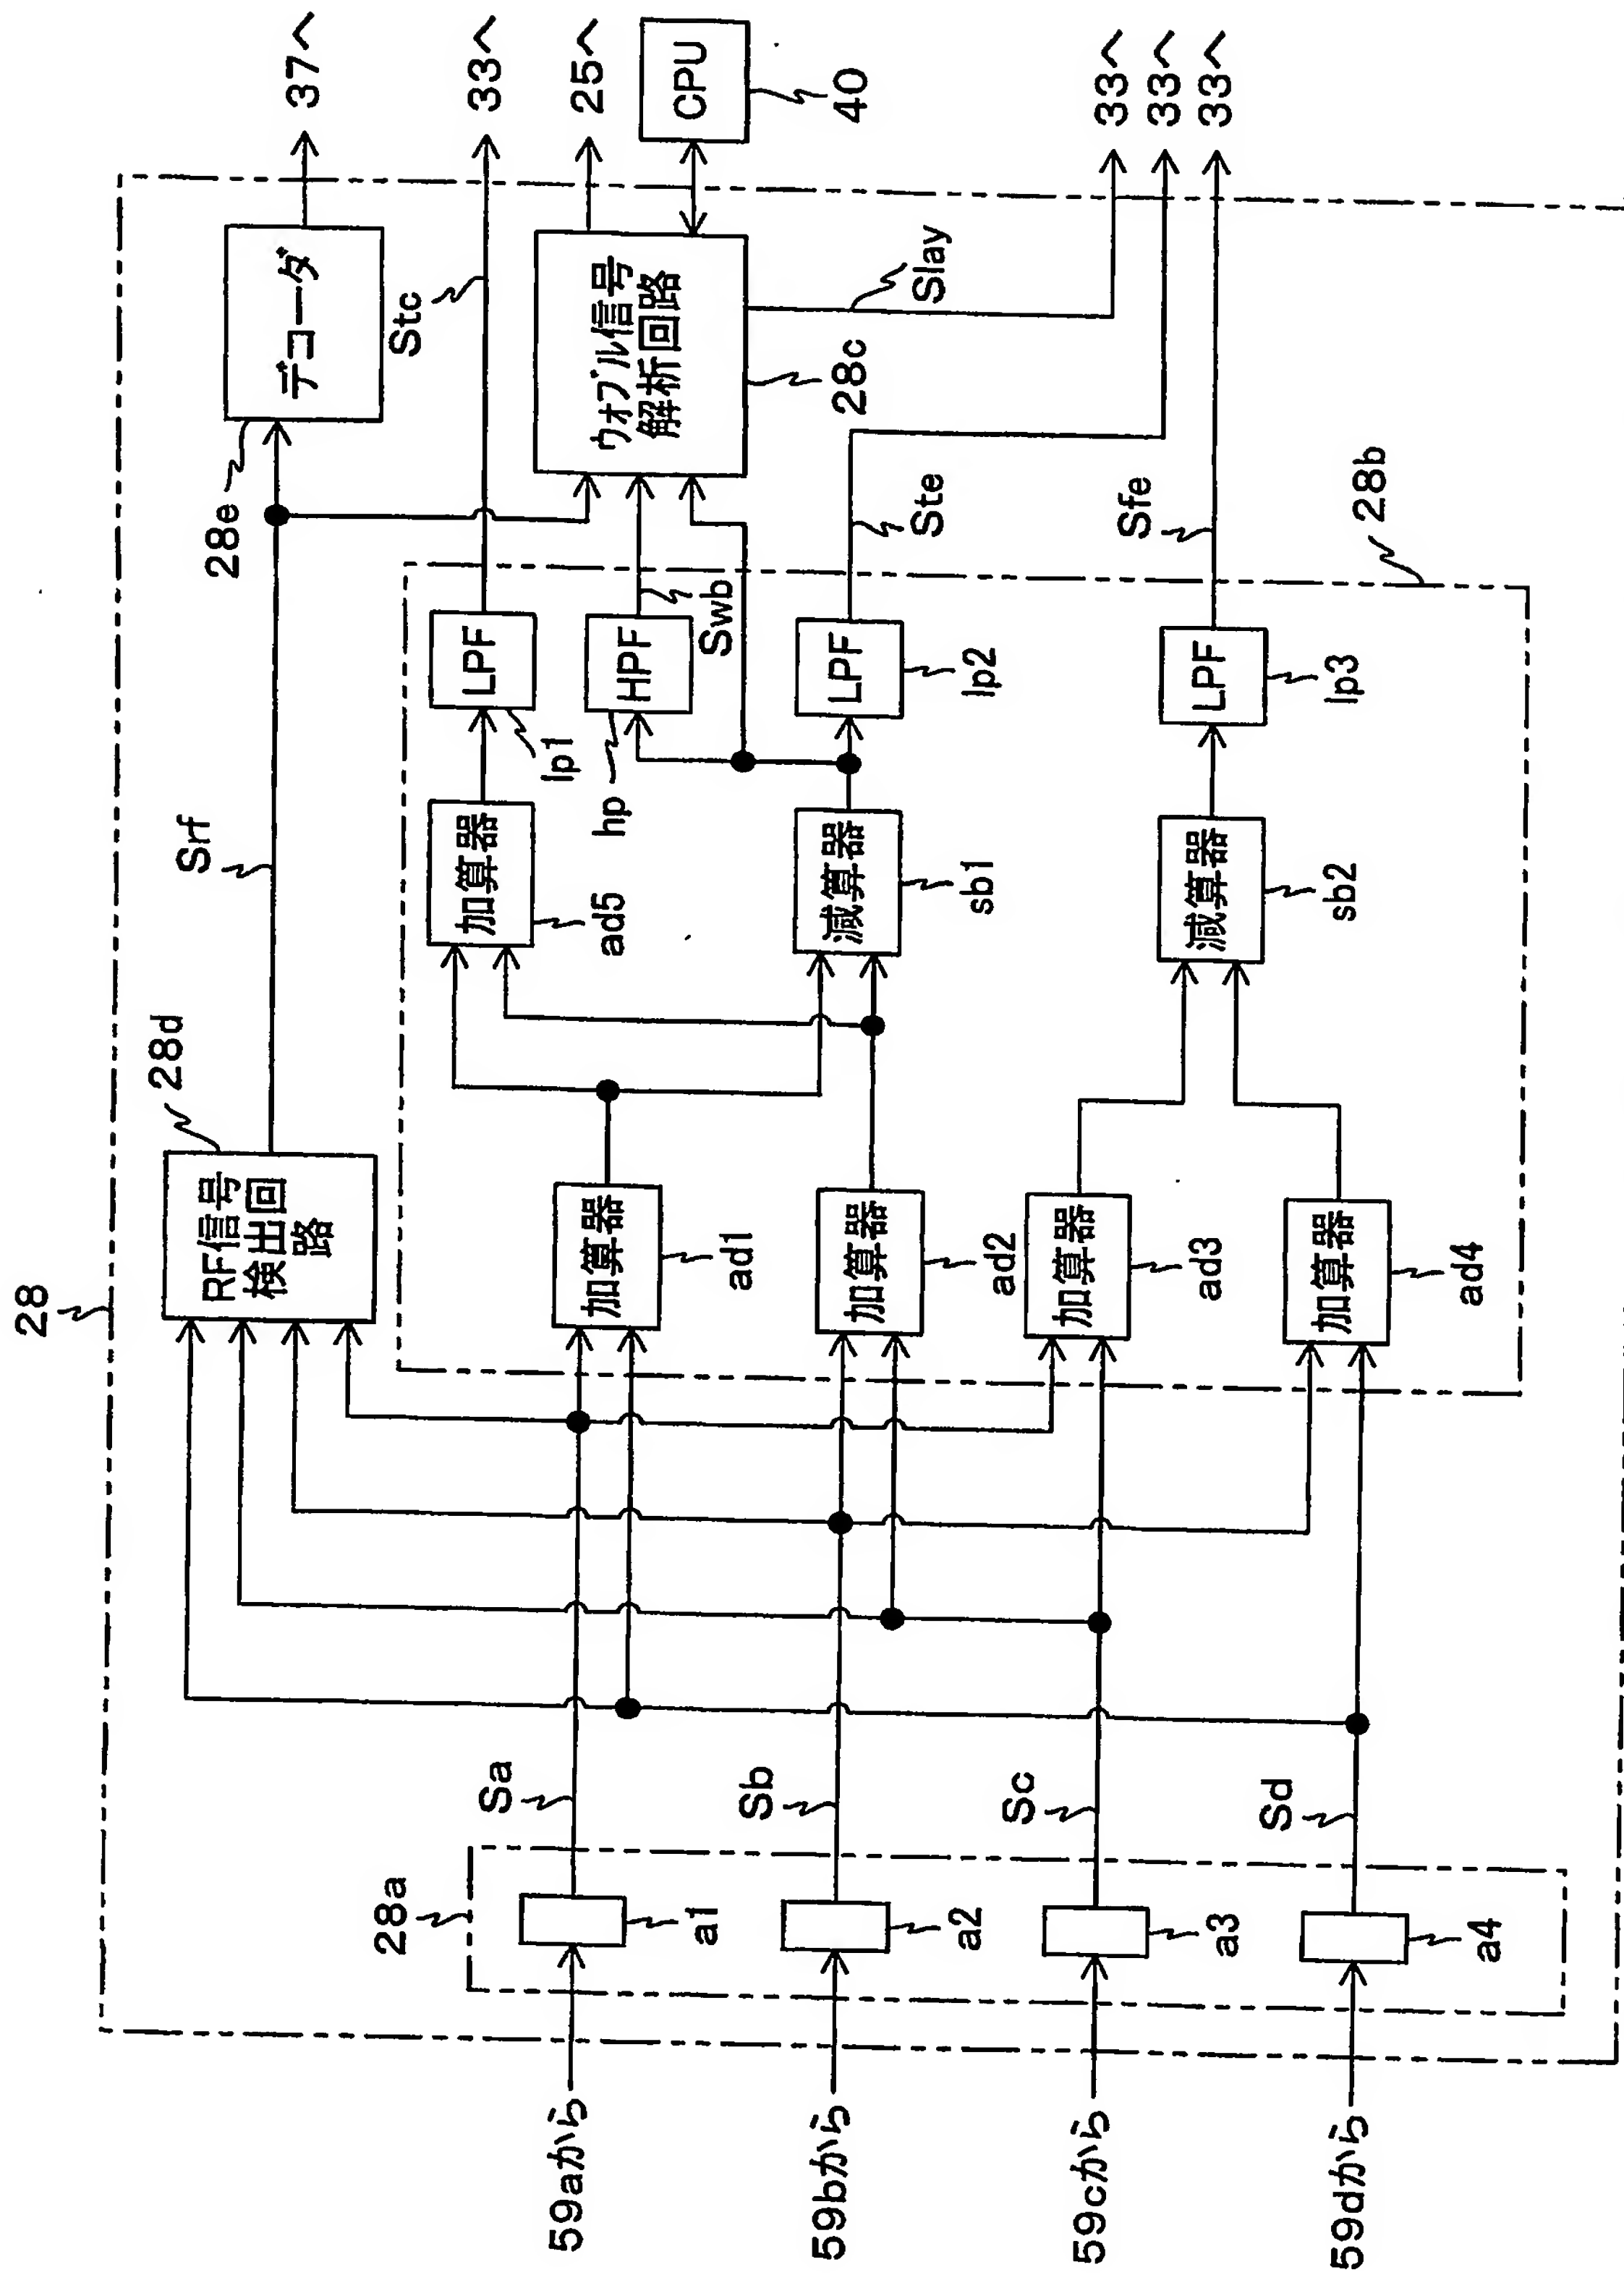 28
28d
RF信号
検出回
路
Srf
28e
デコーダ
37へ
Stc
33へ
25へ
CPU
40
ウォブル信号
解析回路
28c
Slay
33へ
33へ
33へ
28a
59aから
a1
Sa
加算器
ad1
加算器
ad5
LPF
lp1
HPF
hp
Swb
59bから
a2
Sb
加算器
ad2
減算器
sb1
LPF
lp2
Ste
59cから
a3
Sc
加算器
ad3
減算器
sb2
LPF
lp3
Sfe
28b
59dから
a4
Sd
加算器
ad4